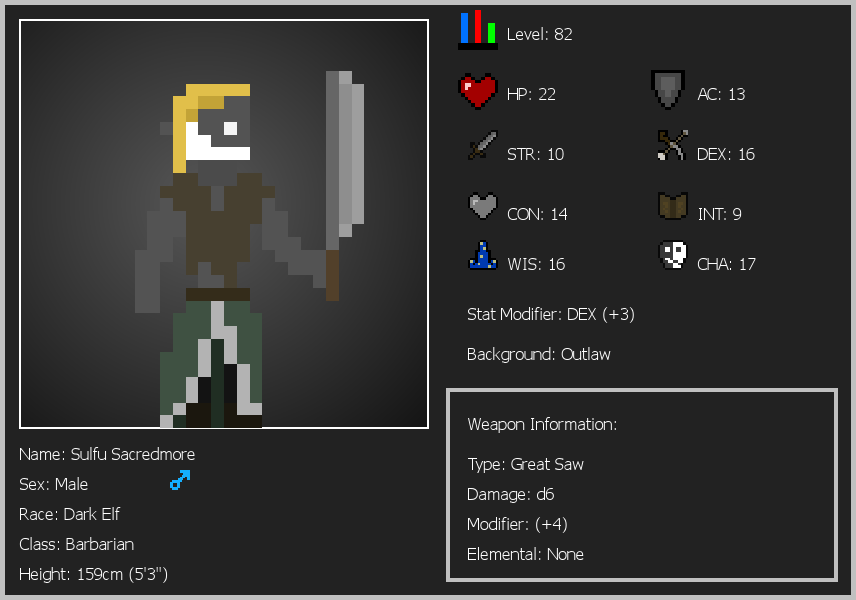 Level: 82
HP: 22
AC: 13
STR: 10
DEX: 16
CON: 14
INT: 9
WIS: 16
CHA: 17
Stat Modifier: DEX (+3)
Background: Outlaw
Weapon Information:
Type: Great Saw
Damage: d6
Modifier: (+4)
Elemental: None
Name: Sulfu Sacredmore
Sex: Male
Race: Dark Elf
Class: Barbarian
Height: 159cm (5'3")